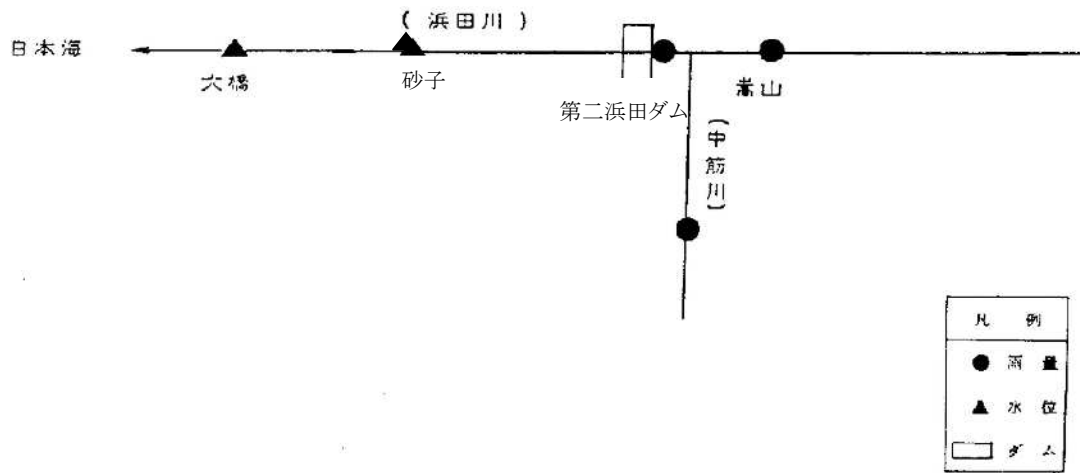 (浜田川)
日本海
大橋
砂子
第二浜田ダム
嵩山
(中筋川)
凡 例
雨 量
水 位
ダ ム